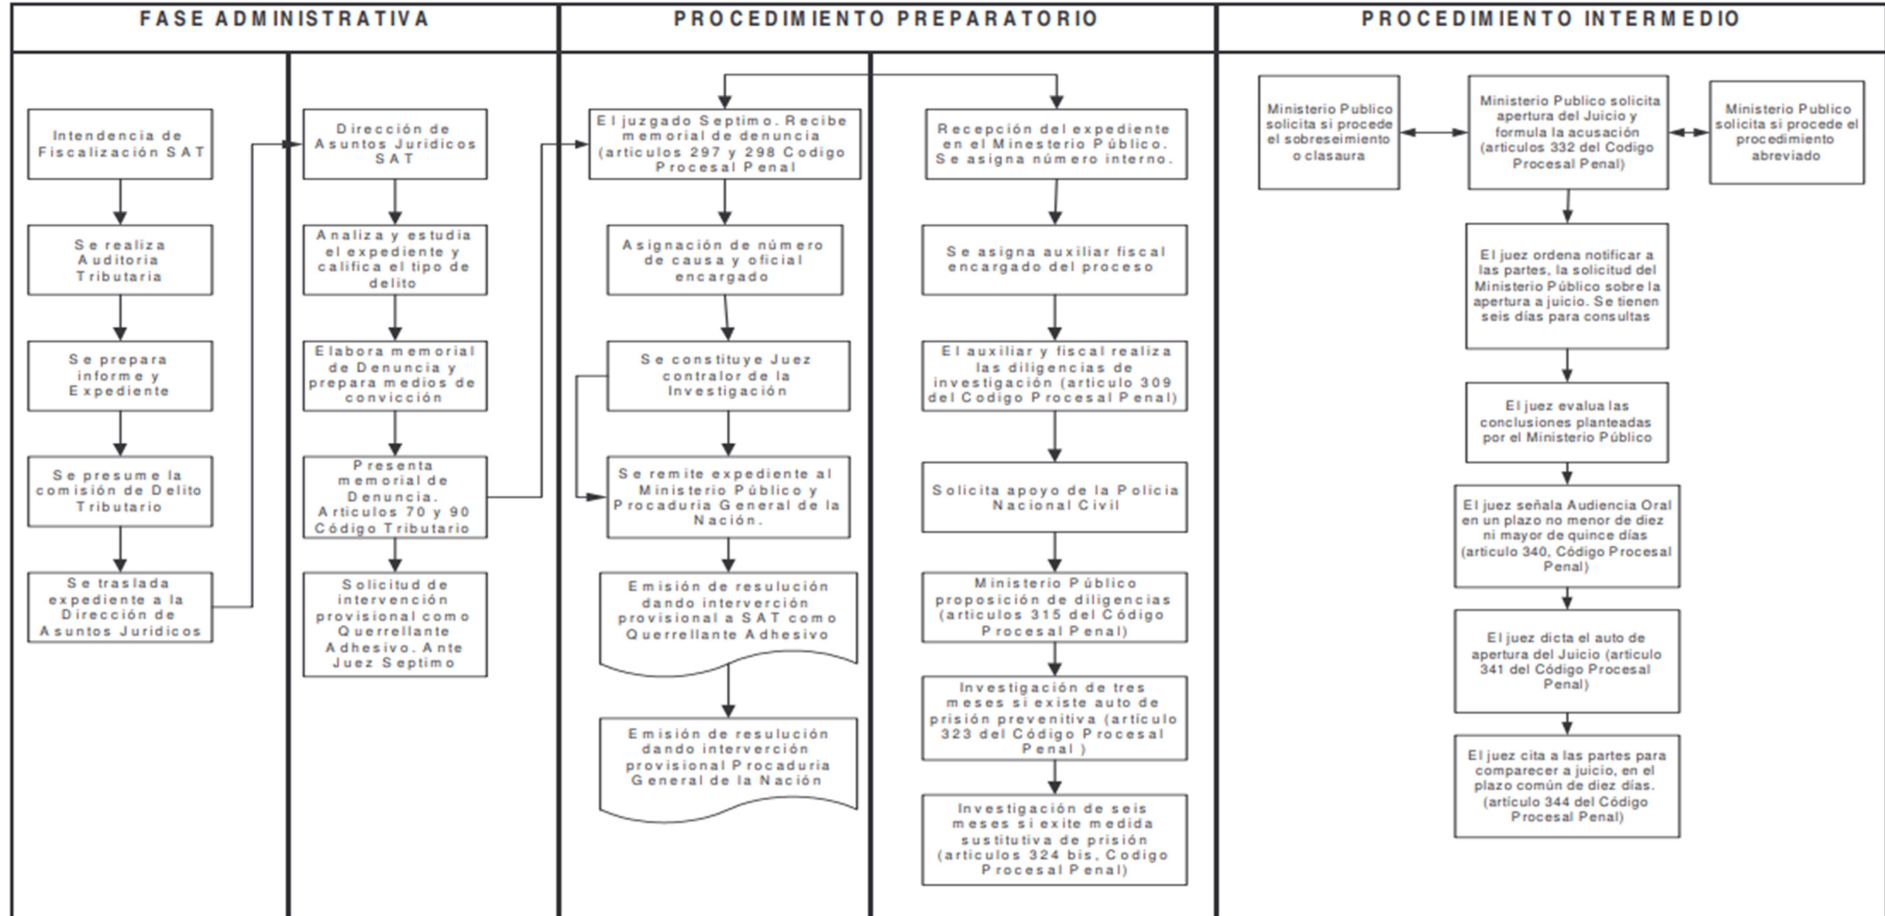 FASE ADMINISTRATIVA
PROCEDIMIENTO PREPARATORIO
PROCEDIMIENTO INTERMEDIO
Intendencia de
Fiscalización SAT
Se realiza
Auditoria
Tributaria
Se prepara
informe y
Expediente
Se presume la
comisión de Delito
Tributario
Se traslada
expediente a la
Dirección de
Asuntos Juridicos
Dirección de
Asuntos Juridicos
SAT
Analiza y estudia
el expediente y
califica el tipo de
delito
Elabora memorial
de Denuncia y
prepara medios de
convicción
Presenta
memorial de
Denuncia.
Articulos 70 y 90
Código Tributario
Solicitud de
intervención
provisional como
Querrellante
Adhesivo. Ante
Juez Septimo
El juzgado Septimo. Recibe
memorial de denuncia
(articulos 297 y 298 Codigo
Procesal Penal
Asignación de número
de causa y oficial
encargado
Se constituye Juez
contralor de la
Investigación
Se remite expediente al
Ministerio Público y
Procaduria General de la
Nación.
Emisión de resulución
dando interverción
provisional a SAT como
Querrellante Adhesivo
Emisión de resulución
dando interverción
provisional Procaduria
General de la Nación
Recepción del expediente
en el Minesterio Público.
Se asigna número interno.
Se asigna auxiliar fiscal
encargado del proceso
El auxiliar y fiscal realiza
las diligencias de
investigación (articulo 309
del Codigo Procesal Penal)
Solicita apoyo de la Policia
Nacional Civil
Ministerio Público
proposición de diligencias
(articulos 315 del Código
Procesal Penal)
Investigación de tres
meses si existe auto de
prisión prevenitiva (artículo
323 del Código Procesal
Penal )
Investigación de seis
meses si exite medida
sustitutiva de prisión
(articulos 324 bis, Codigo
Procesal Penal)
Ministerio Publico
solicita si procede
el sobreseimiento
o clasaura
Ministerio Publico solicita
apertura del Juicio y
formula la acusación
(articulos 332 del Codigo
Procesal Penal)
Ministerio Publico
solicita si procede el
procedimiento
abreviado
El juez ordena notificar a
las partes, la solicitud del
Ministerio Público sobre la
apertura a juicio. Se tienen
seis días para consultas
El juez evalua las
conclusiones planteadas
por el Ministerio Público
El juez señala Audiencia Oral
en un plazo no menor de diez
ni mayor de quince días
(articulo 340, Código Procesal
Penal)
El juez dicta el auto de
apertura del Juicio (articulo
341 del Código Procesal
Penal)
El juez cita a las partes para
comparecer a juicio, en el
plazo común de diez días.
(artículo 344 del Código
Procesal Penal)